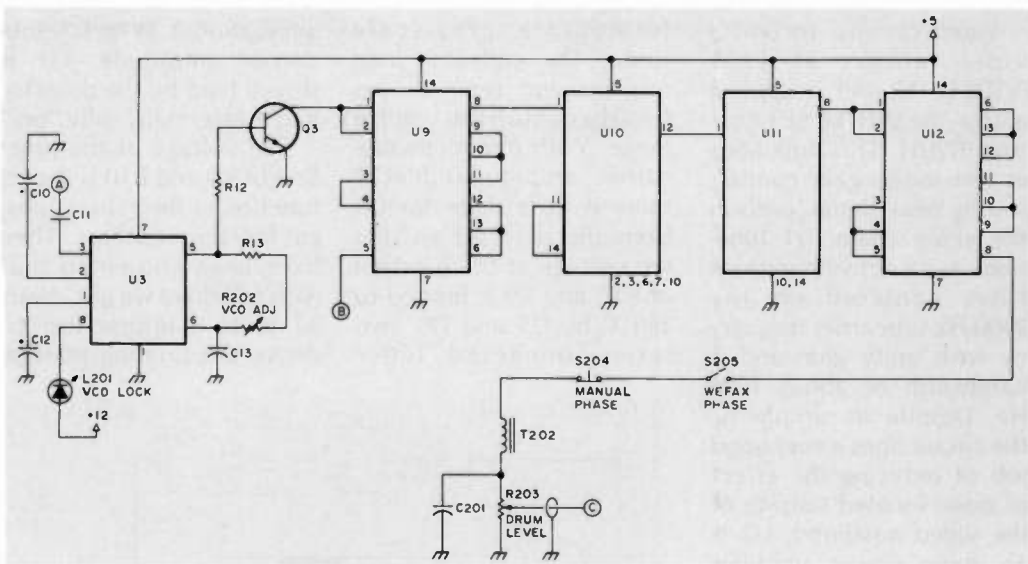 +5
14
14
5
5
Q3
1
2
3
4
5
U9
8
9
10
11
12
13
U10
12
1
U11
8
1
2
3
4
5
U12
6
13
12
11
10
9
8
R12
C10
A
C11
7
3
2
8
U3
5
6
R13
R202
VCO ADJ
C12
C13
L201
VCO LOCK
+12
B
7
2, 3, 6, 7, 10
10, 14
7
S204
MANUAL
PHASE
S205
WEFAX
PHASE
T202
C201
R203
DRUM
LEVEL
C